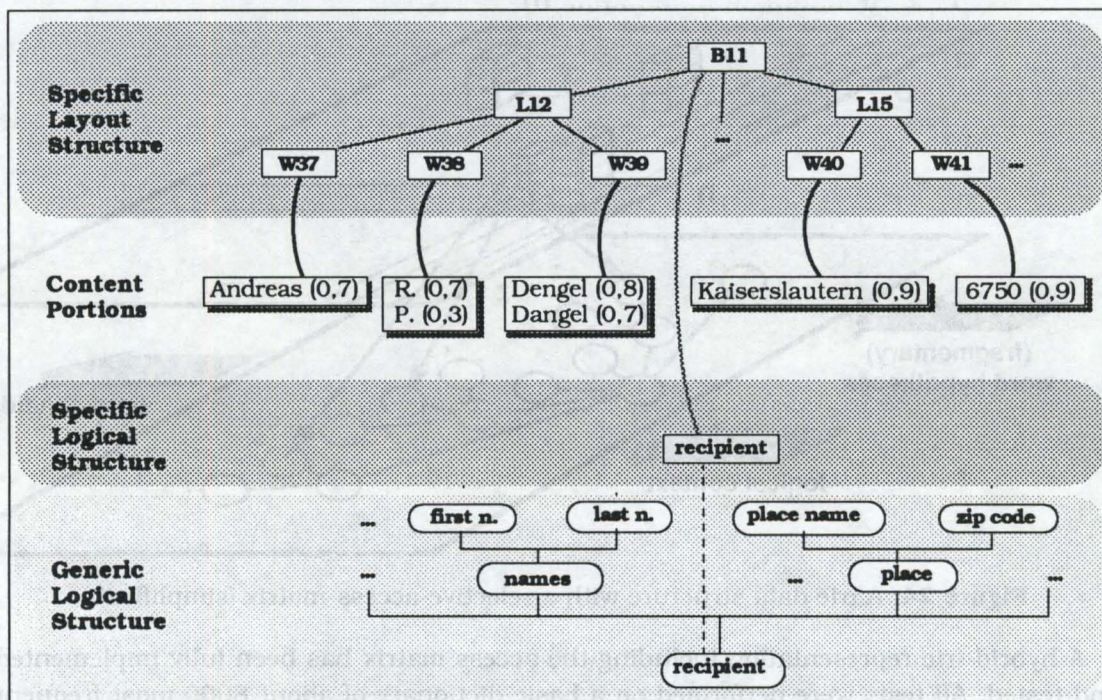 B11
Specific
Layout
Structure
L12
L15
...
W37
W38
W39
W40
W41
...
Content
Portions
Andreas (0,7)
R. (0,7)
P. (0,3)
Dengel (0,8)
Dangel (0,7)
Kaiserslautern (0,9)
6750 (0,9)
Specific
Logical
Structure
recipient
...
first n.
last n.
place name
zip code
Generic
Logical
Structure
...
names
...
place
...
recipient